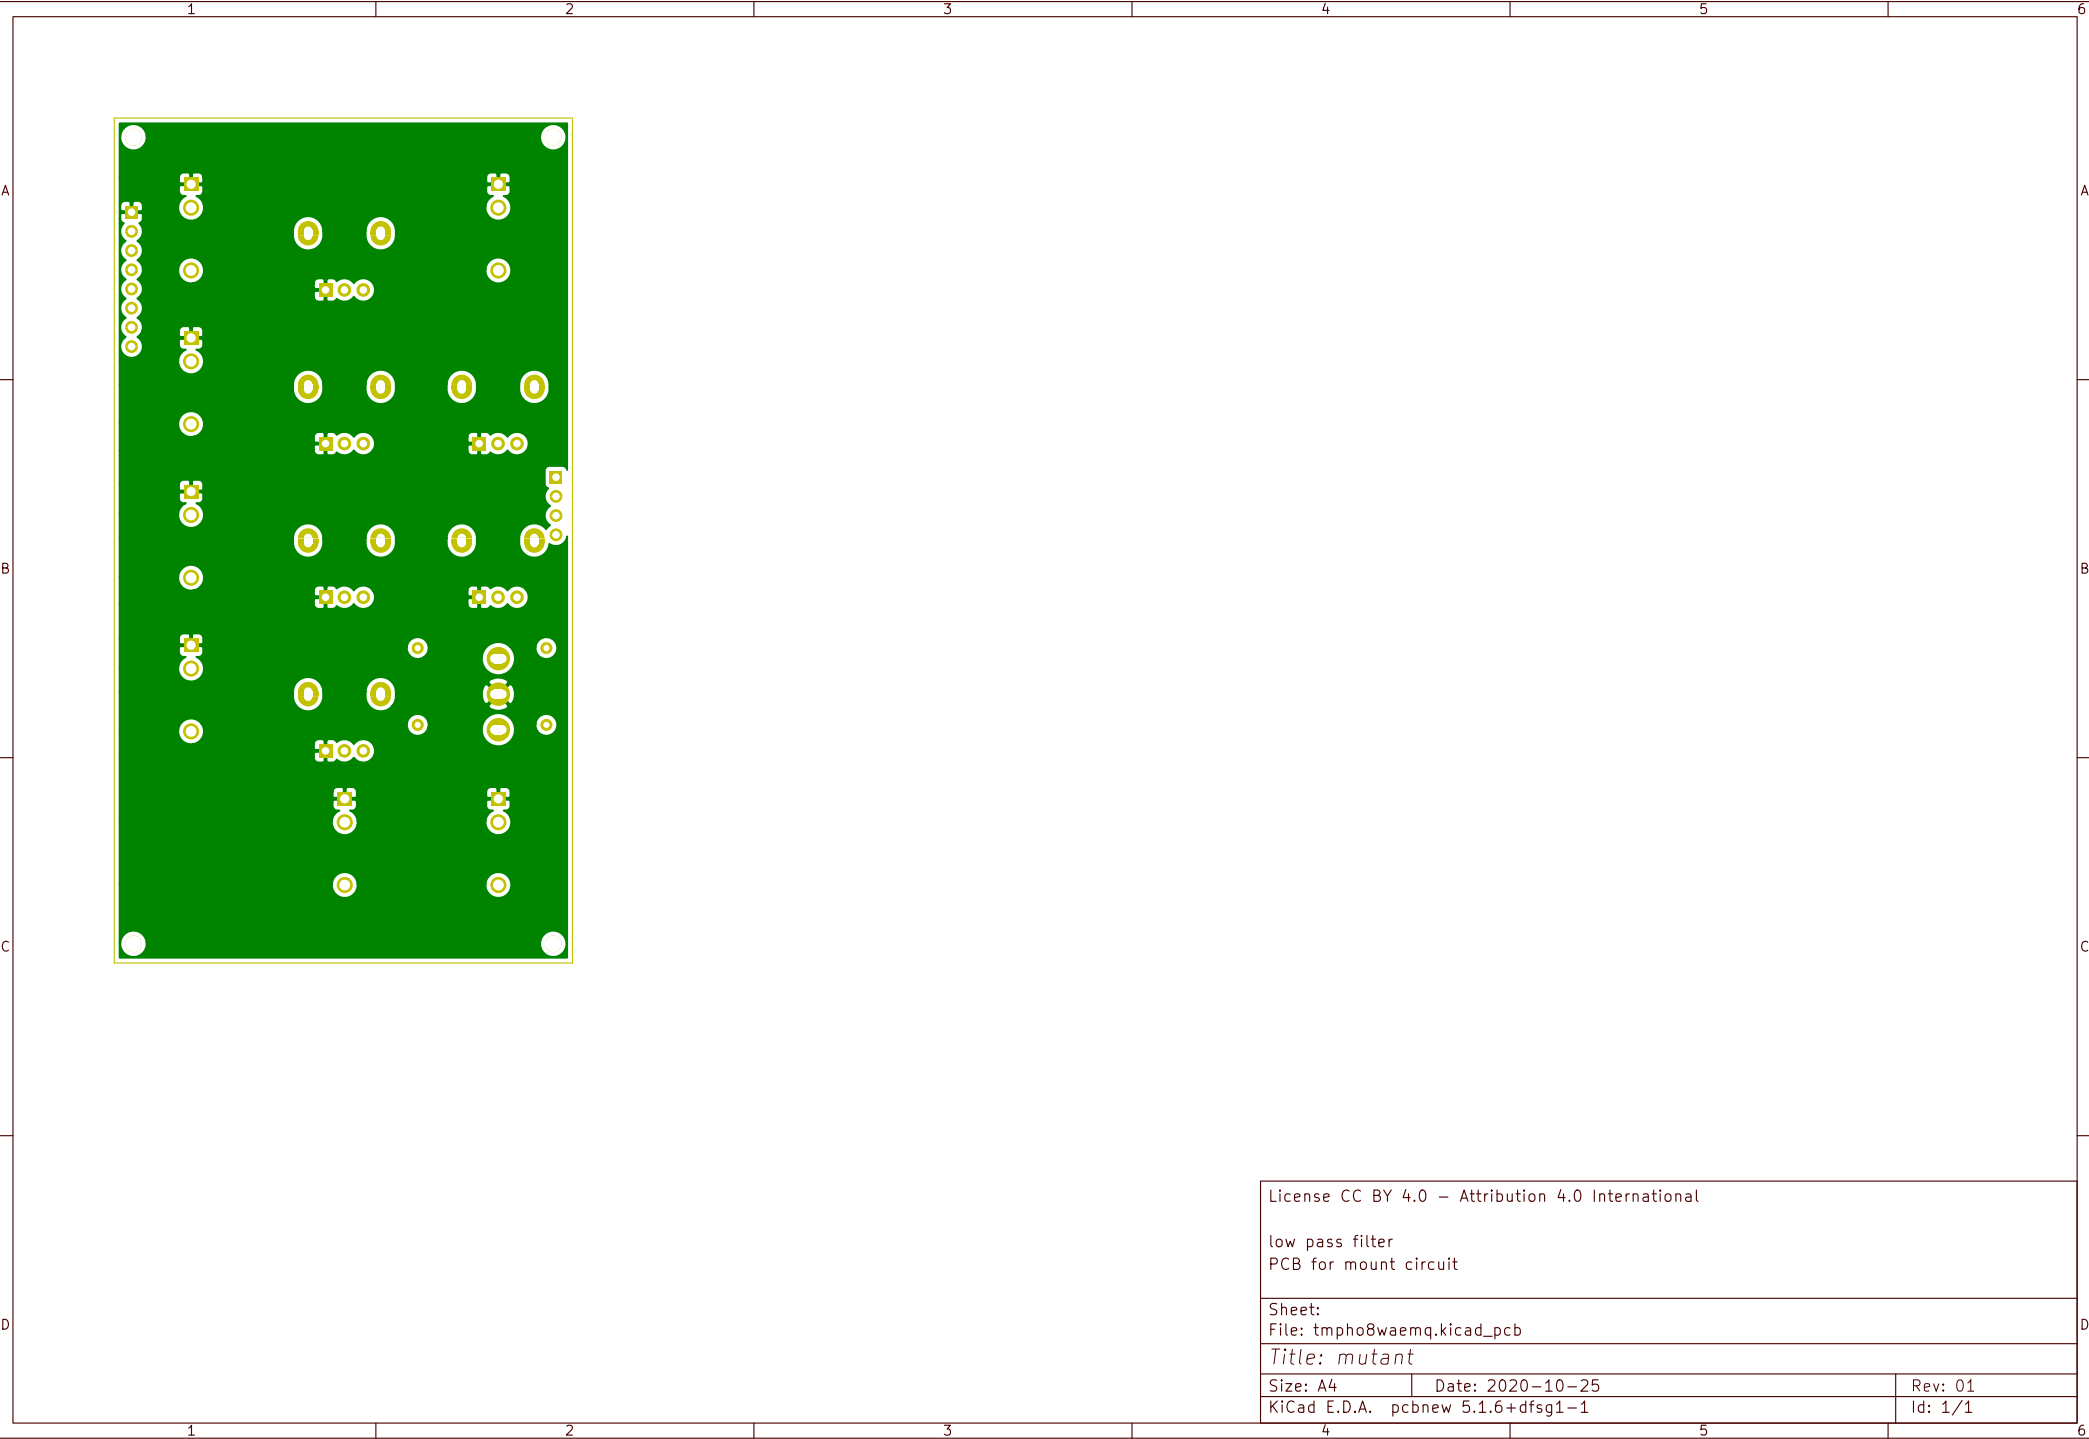 1 2 3 4 5 6
A A
B B
C C
D D
License CC BY 4.0 - Attribution 4.0 International
low pass filter
PCB for mount circuit
Sheet:
File: tmpho8waemq.kicad_pcb
Title: mutant
Size: A4 Date: 2020-10-25 Rev: 01
KiCad E.D.A. pcbnew 5.1.6+dfsg1-1 Id: 1/1
1 2 3 4 5 6